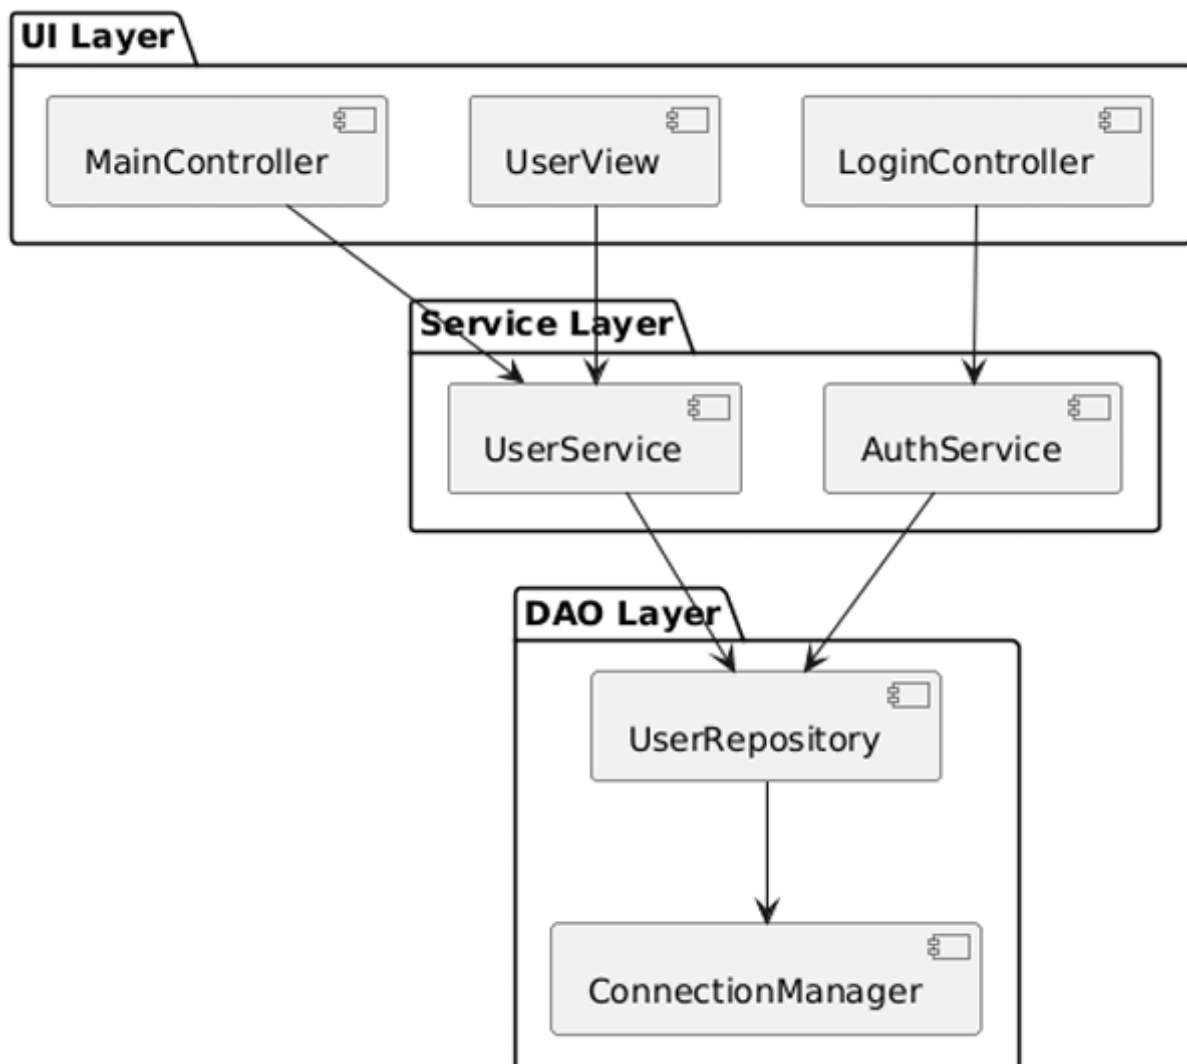 UI Layer
MainController
UserView
LoginController
Service Layer
UserService
AuthService
DAO Layer
UserRepository
ConnectionManager